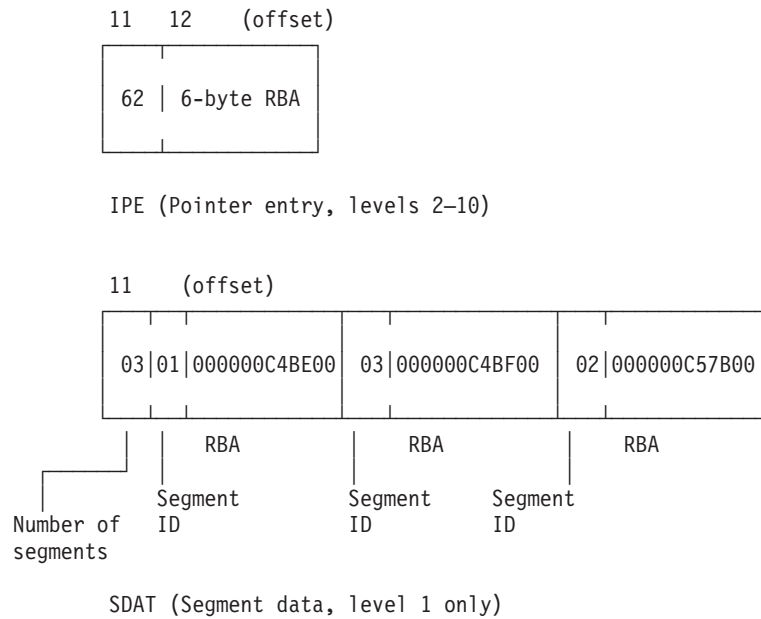 11 12 (offset)
62 | 6-byte RBA
IPE (Pointer entry, levels 2–10)
11 (offset)
03|01|000000C4BE00 03|000000C4BF00 02|000000C57B00
RBA RBA RBA
Segment Segment Segment
Number of ID ID ID
segments
SDAT (Segment data, level 1 only)